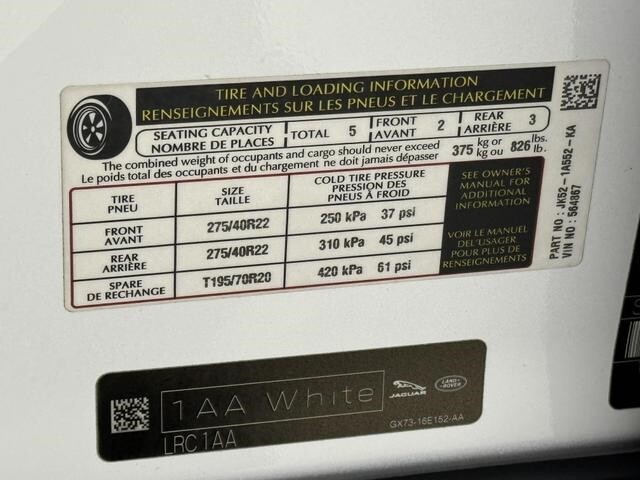 TIRE AND LOADING INFORMATION
RENSEIGNEMENTS SUR LES PNEUS ET LE CHARGEMENT
SEATING CAPACITY
NOMBRE DE PLACES
TOTAL 5
FRONT
AVANT 2
REAR
ARRIÈRE 3
The combined weight of occupants and cargo should never exceed 375 kg or 826 lbs.
Le poids total des occupants et du chargement ne doit jamais dépasser kg ou lb.
TIRE
PNEU
SIZE
TAILLE
COLD TIRE PRESSURE
PRESSION DES
PNEUS À FROID
FRONT
AVANT
275/40R22
250 kPa 37 psi
REAR
ARRIÈRE
275/40R22
310 kPa 45 psi
SPARE
DE RECHANGE
T195/70R20
420 kPa 61 psi
SEE OWNER'S
MANUAL FOR
ADDITIONAL
INFORMATION
VOIR LE MANUEL
DE L'USAGER
POUR PLUS DE
RENSEIGNEMENTS
PART NO : JK52-1A552-KA
VIN NO : 564867
1AA White
LRC1AA
JAGUAR
LAND-
ROVER
GX73-16E152-AA